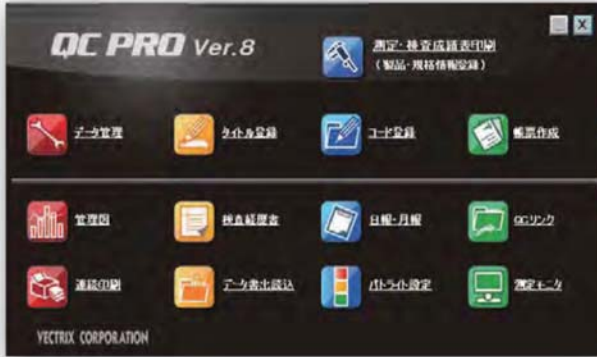 QC PRO Ver.8
測定・検査成績表印刷
(製品・規格情報登録)
データ管理
タイトル登録
コード登録
帳票作成
管理図
検査履歴書
日報・月報
QCリンク
連続印刷
データ書出読込
パトライト設定
測定モニタ
VECTRIX CORPORATION